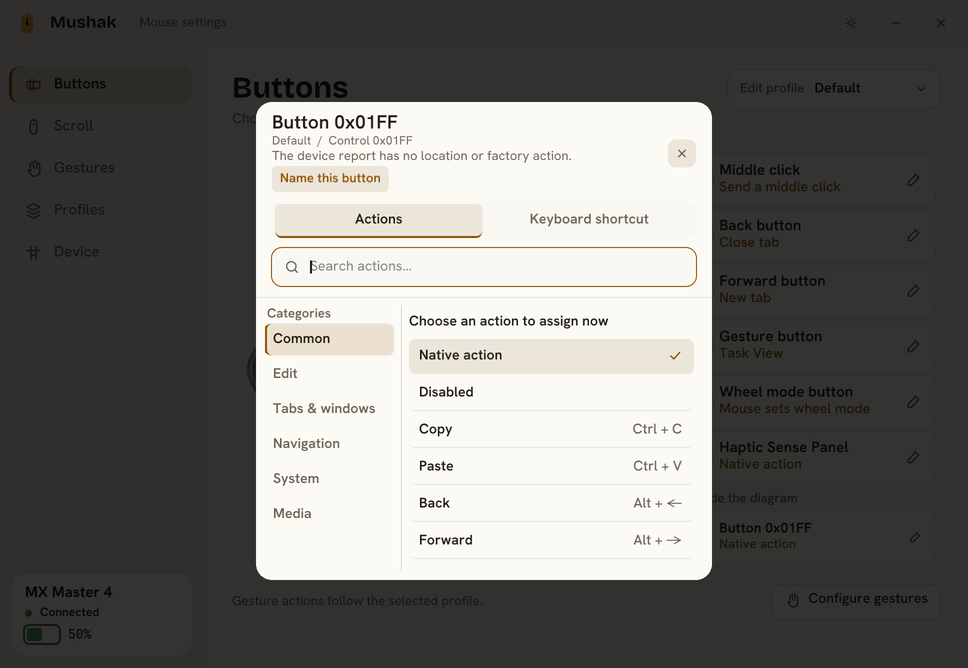 Mushak
Mouse settings
Buttons
Scroll
Gestures
Profiles
Device
MX Master 4
Connected
50%
Buttons
Cho
Edit profile Default
Button 0x01FF
Default / Control 0x01FF
The device report has no location or factory action.
Name this button
Actions
Keyboard shortcut
Search actions...
Categories
Common
Edit
Tabs & windows
Navigation
System
Media
Choose an action to assign now
Native action
Disabled
Copy Ctrl + C
Paste Ctrl + V
Back Alt + ←
Forward Alt + →
Middle click
Send a middle click
Back button
Close tab
Forward button
New tab
Gesture button
Task View
Wheel mode button
Mouse sets wheel mode
Haptic Sense Panel
Native action
de the diagram
Button 0x01FF
Native action
Gesture actions follow the selected profile.
Configure gestures